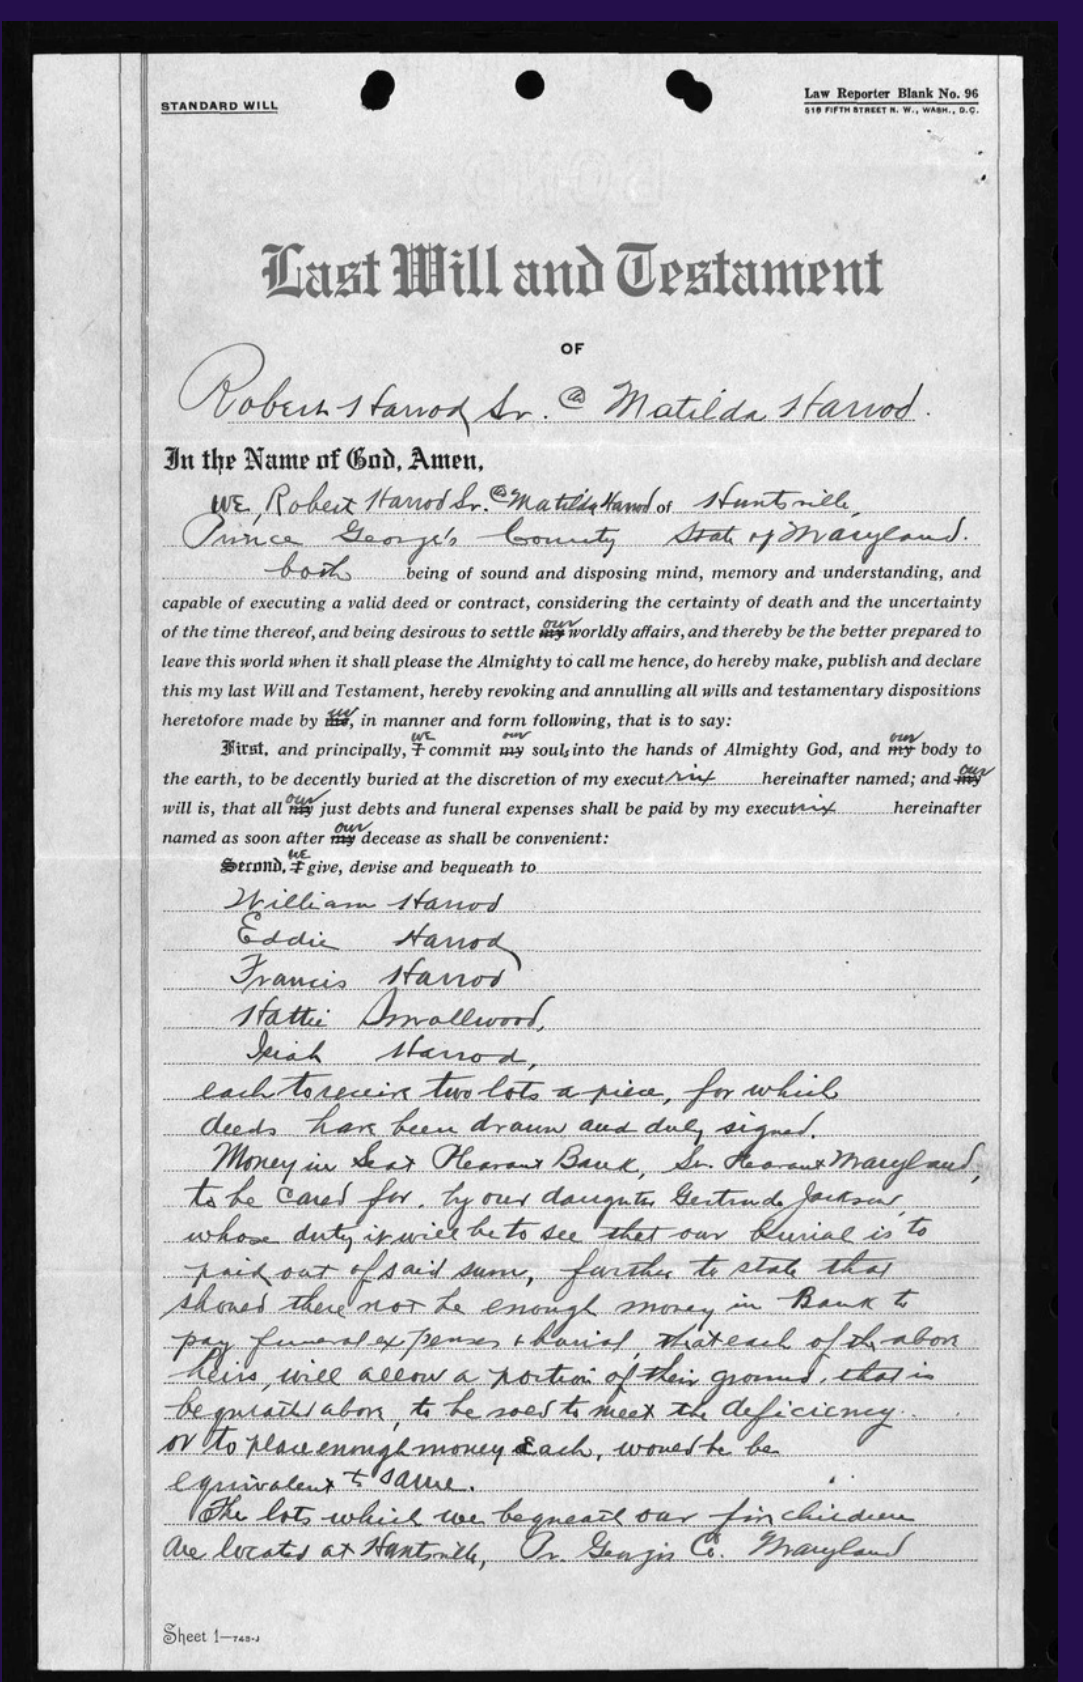 STANDARD WILL
Law Reporter Blank No. 96
518 FIFTH STREET N. W., WASH., D.C.
Last Will and Testament
OF
Robert Harrod Sr. & Matilda Harrod.
In the Name of God, Amen,
WE, Robert Harrod Sr. & Matilda Harrod of Huntsville,
Prince George's County State of Maryland.
both being of sound and disposing mind, memory and understanding, and
capable of executing a valid deed or contract, considering the certainty of death and the uncertainty
of the time thereof, and being desirous to settle my our worldly affairs, and thereby be the better prepared to
leave this world when it shall please the Almighty to call me hence, do hereby make, publish and declare
this my last Will and Testament, hereby revoking and annulling all wills and testamentary dispositions
heretofore made by me us, in manner and form following, that is to say:
First, and principally, I WE commit my our souls into the hands of Almighty God, and my our body to
the earth, to be decently buried at the discretion of my executrix hereinafter named; and my our
will is, that all my our just debts and funeral expenses shall be paid by my executrix hereinafter
named as soon after my our decease as shall be convenient:
Second, I WE give, devise and bequeath to
William Harrod
Eddie Harrod
Francis Harrod
Hattie Smallwood,
Isiah Harrod,
each to receive two lots a piece, for which
deeds have been drawn and duly signed.
Money in Seat Pleasant Bank, St. Pleasant Maryland,
to be cared for. by our daughter Gertrude Jackson,
whose duty it will be to see that our burial is to
paid out of said sum, further to state that
should there not be enough money in Bank to
pay funeral expenses & burial, that each of the above
heirs, will allow a portion of their ground, that is
bequeathed above, to be sold to meet the deficiency.
or to place enough money Each, would be be
equivalent to same.
The lots which we bequeath our five children
are located at Huntsville, Pr. Georges Co. Maryland
Sheet 1—745-J